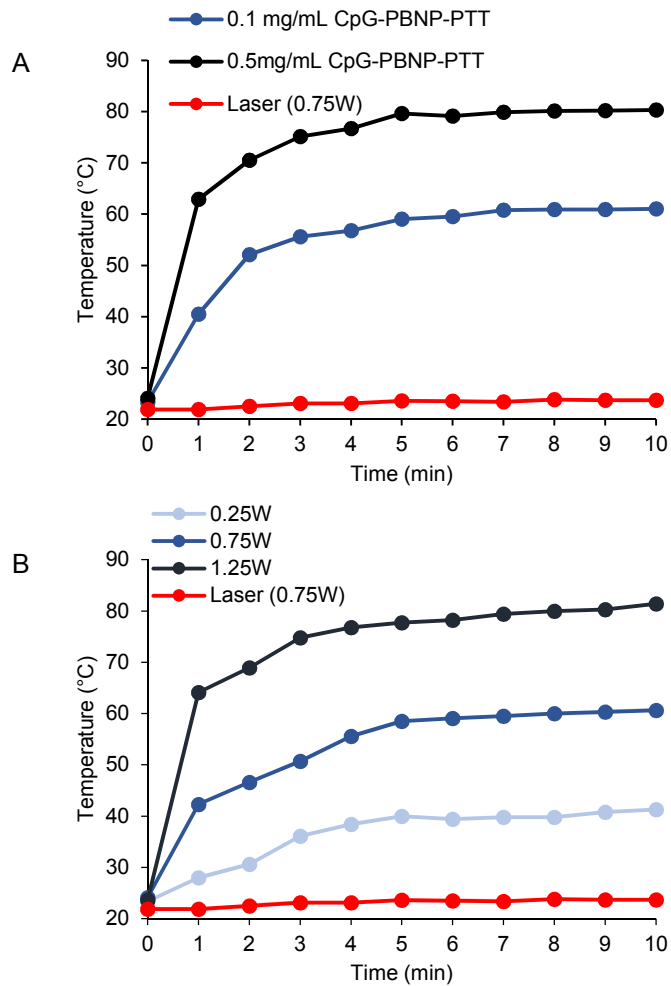 0.1 mg/mL CpG-PBNP-PTT
A
0.5mg/mL CpG-PBNP-PTT
Laser (0.75W)
90
80
70
60
50
40
30
20
Temperature (°C)
0 1 2 3 4 5 6 7 8 9 10
Time (min)
B
0.25W
0.75W
1.25W
Laser (0.75W)
90
80
70
60
50
40
30
20
Temperature (°C)
0 1 2 3 4 5 6 7 8 9 10
Time (min)